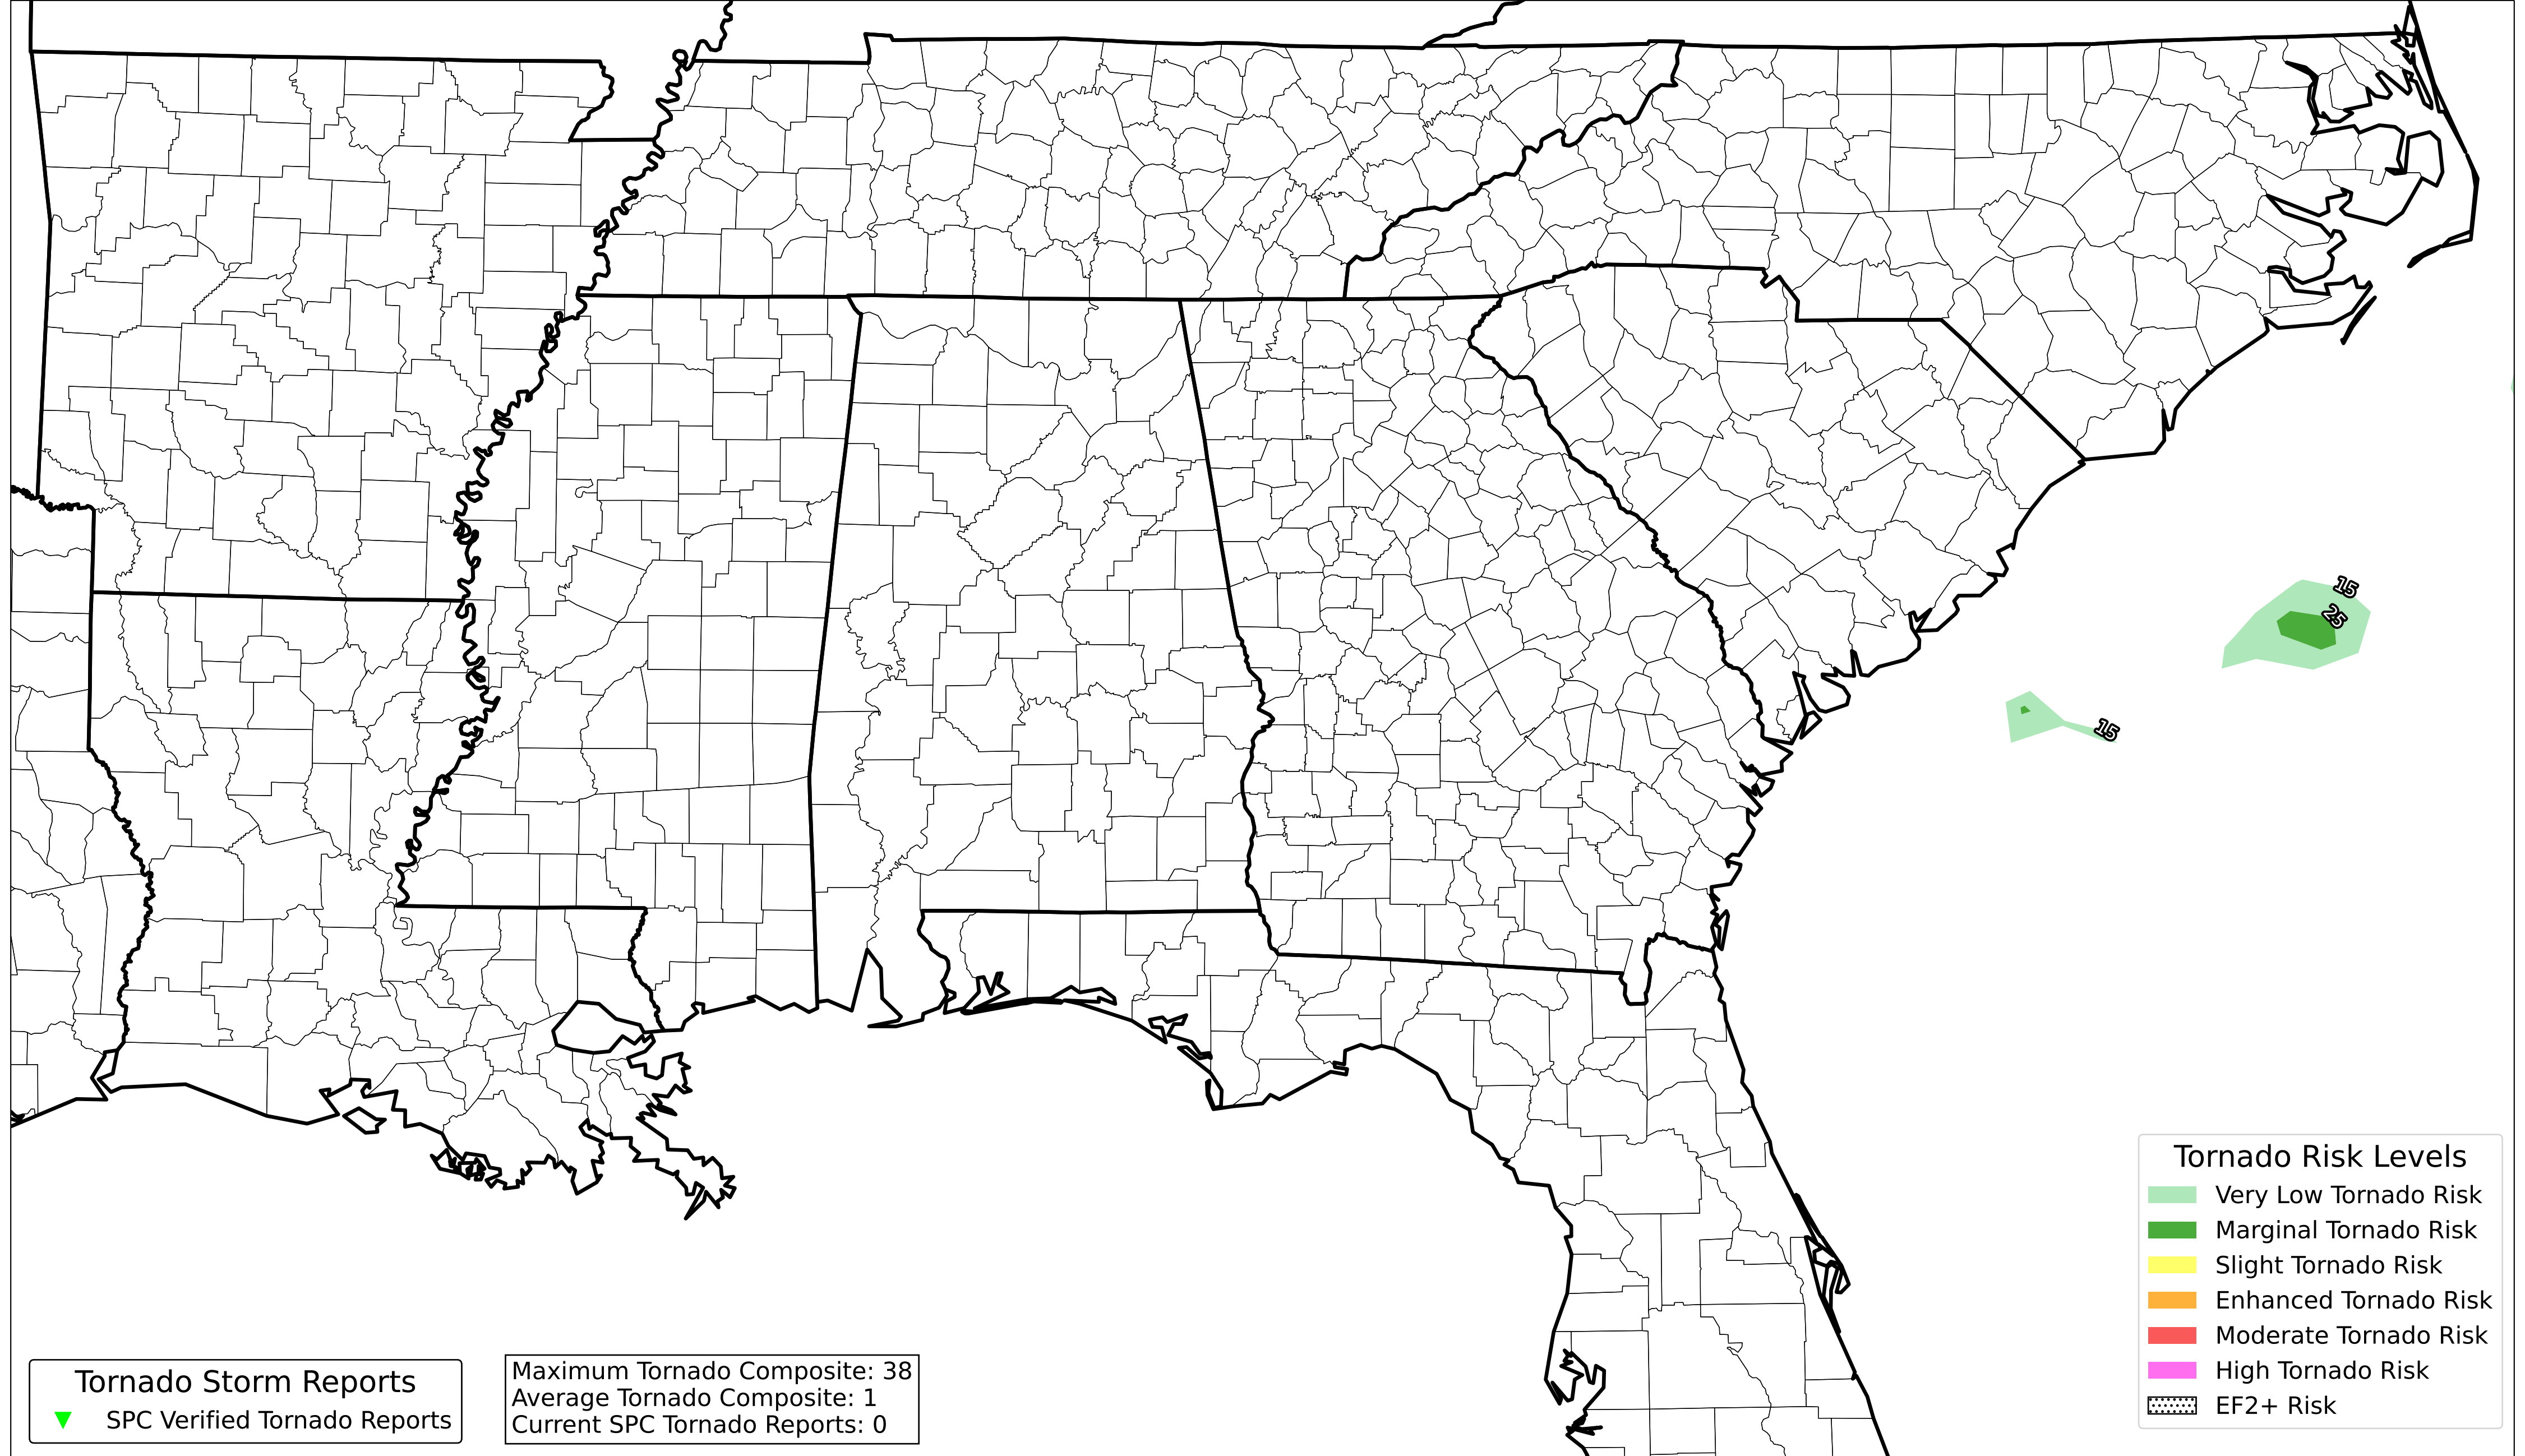 15
25
15
Tornado Risk Levels
Very Low Tornado Risk
Marginal Tornado Risk
Slight Tornado Risk
Enhanced Tornado Risk
Moderate Tornado Risk
High Tornado Risk
EF2+ Risk
Tornado Storm Reports
SPC Verified Tornado Reports
Maximum Tornado Composite: 38
Average Tornado Composite: 1
Current SPC Tornado Reports: 0